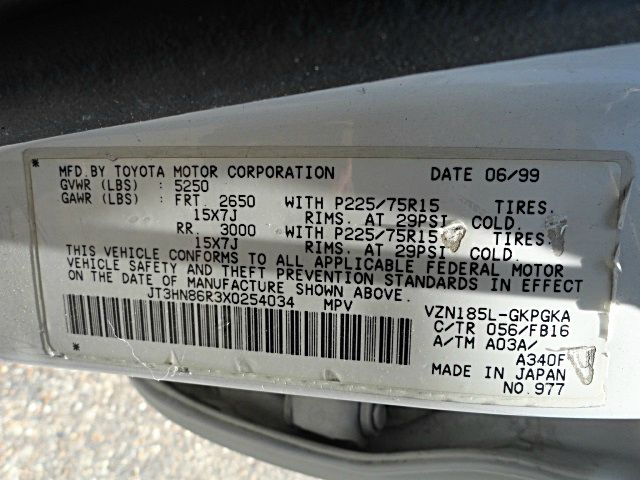 MFD.BY TOYOTA MOTOR CORPORATION DATE 06/99
GVWR (LBS) : 5250
GAWR (LBS) : FRT. 2650 WITH P225/75R15 TIRES.
15X7J RIMS. AT 29PSI COLD.
RR. 3000 WITH P225/75R15 TIRES.
15X7J RIMS. AT 29PSI COLD.
THIS VEHICLE CONFORMS TO ALL APPLICABLE FEDERAL MOTOR
VEHICLE SAFETY AND THEFT PREVENTION STANDARDS IN EFFECT
ON THE DATE OF MANUFACTURE SHOWN ABOVE.
JT3HN86R3X0254034 MPV VZN185L-GKPGKA
C/TR 056/FB16
A/TM A03A/
A340F
MADE IN JAPAN
NO.977